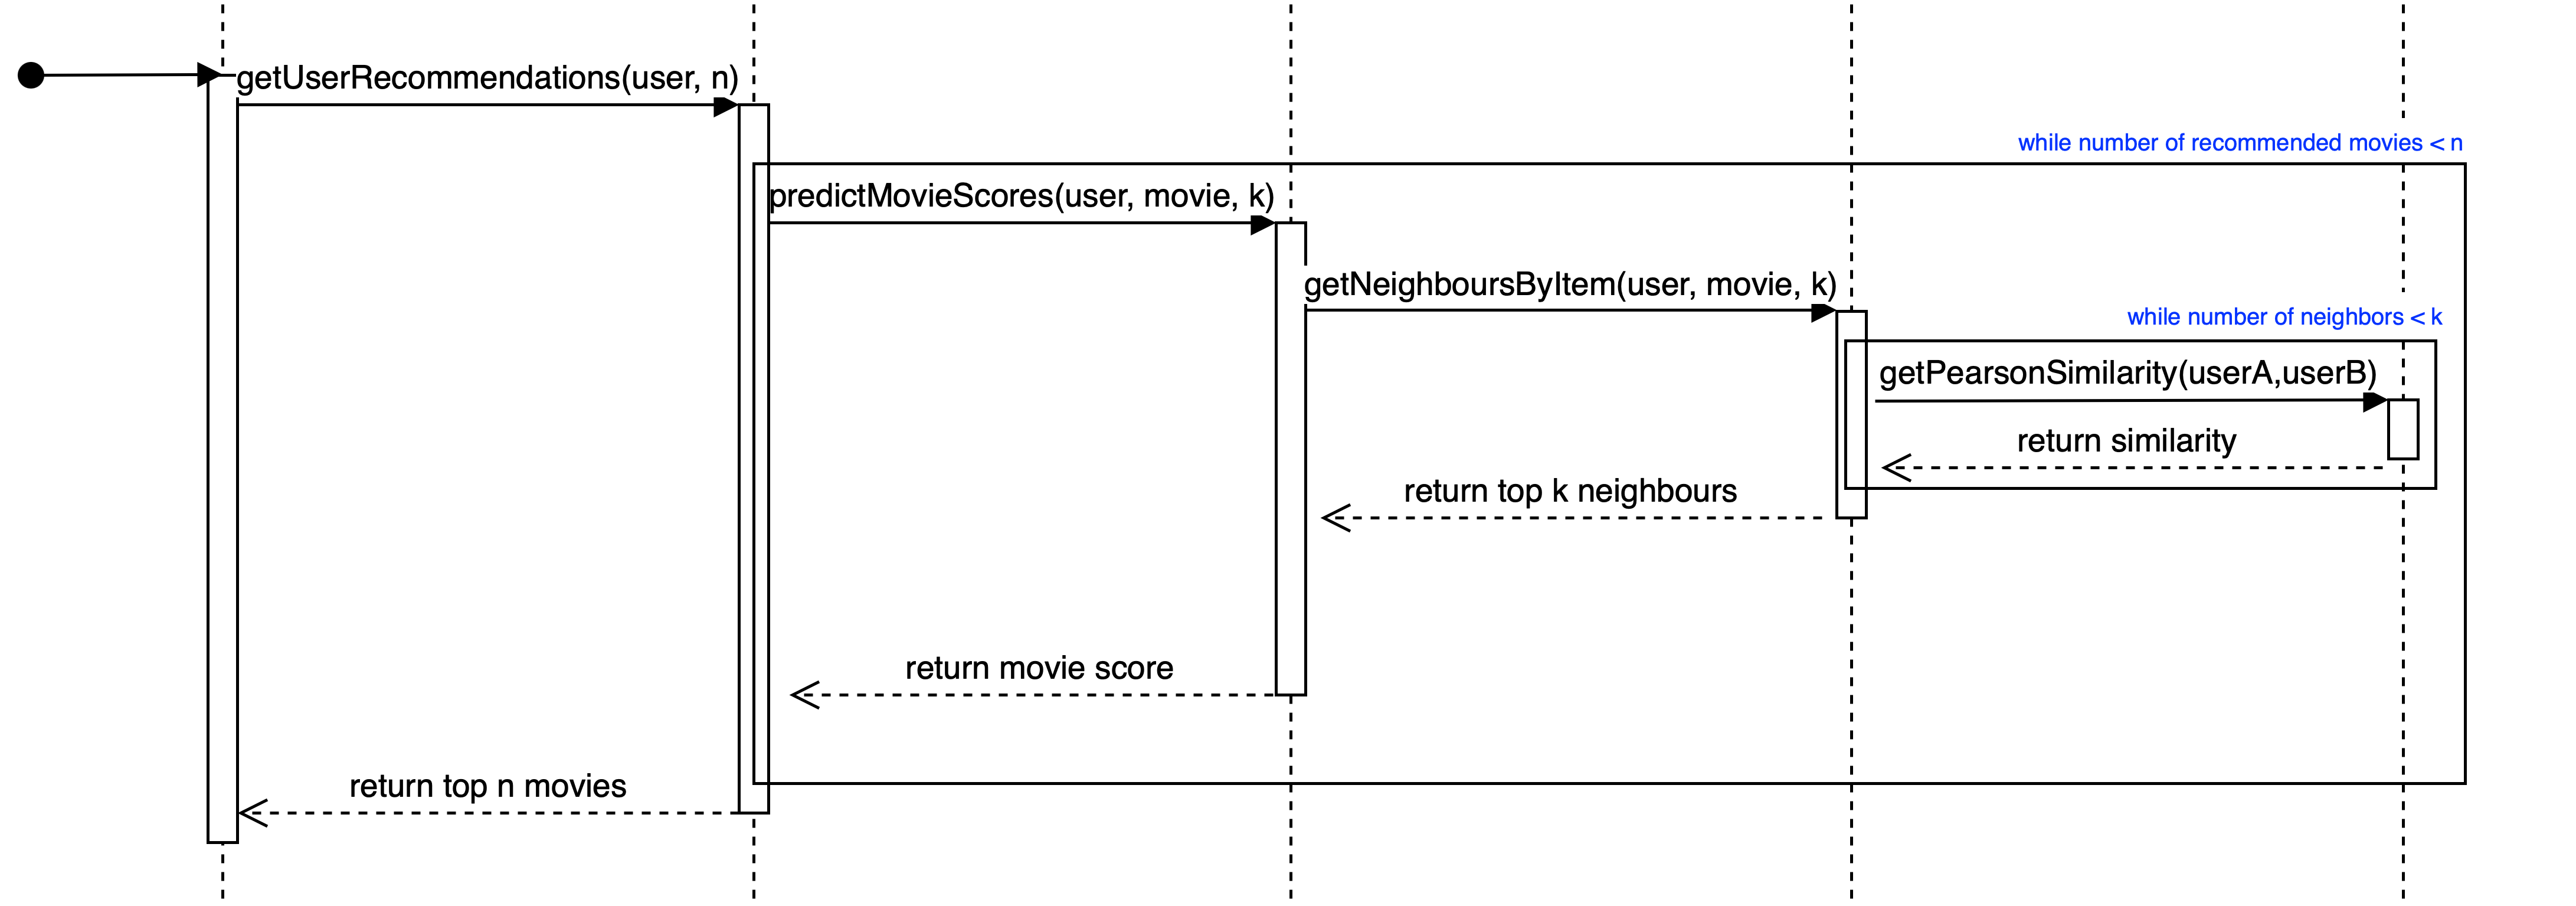 getUserRecommendations(user, n)
while number of recommended movies < n
predictMovieScores(user, movie, k)
getNeighboursByItem(user, movie, k)
while number of neighbors < k
getPearsonSimilarity(userA,userB)
return similarity
return top k neighbours
return movie score
return top n movies